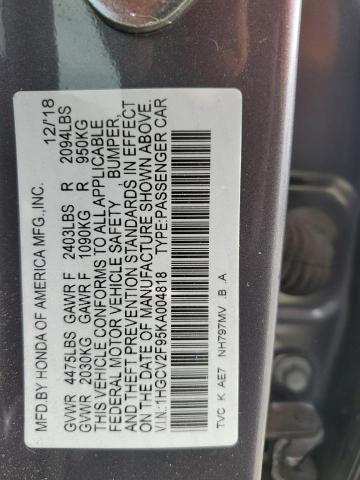 MFD.BY HONDA OF AMERICA MFG.,INC. 12/18
GVWR 4475LBS GAWR F 2403LBS R 2094LBS
GVWR 2030KG GAWR F 1090KG R 950KG
THIS VEHICLE CONFORMS TO ALL APPLICABLE
FEDERAL MOTOR VEHICLE SAFETY, BUMPER,
AND THEFT PREVENTION STANDARDS IN EFFECT
ON THE DATE OF MANUFACTURE SHOWN ABOVE.
V.I.N.:1HGCV2F95KA004818 TYPE:PASSENGER CAR
TVC K AE7 NH797MV .B .A